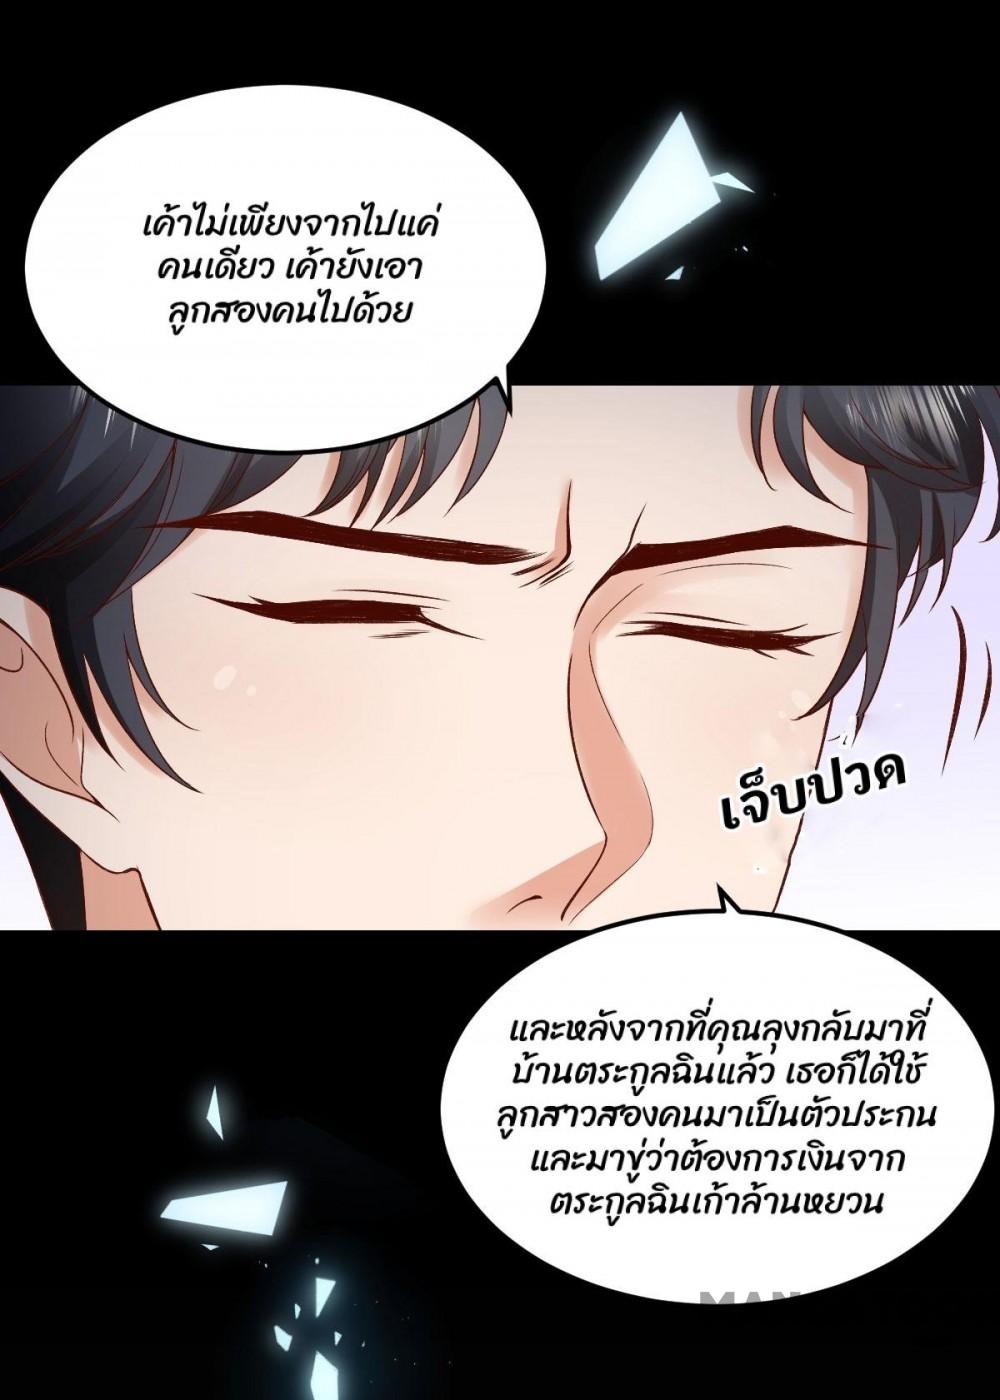 เค้าไม่เพียงจากไปแค่
คนเดียว เค้ายังเอา
ลูกสองคนไปด้วย
เจ็บปวด
และหลังจากที่คุณลุงกลับมาที่
บ้านตระกูลฉินแล้ว เธอก็ได้ใช้
ลูกสาวสองคนมาเป็นตัวประกน
และมาขู่ว่าต้องการเงินจาก
ตระกูลฉินเก้าล้านหยวน